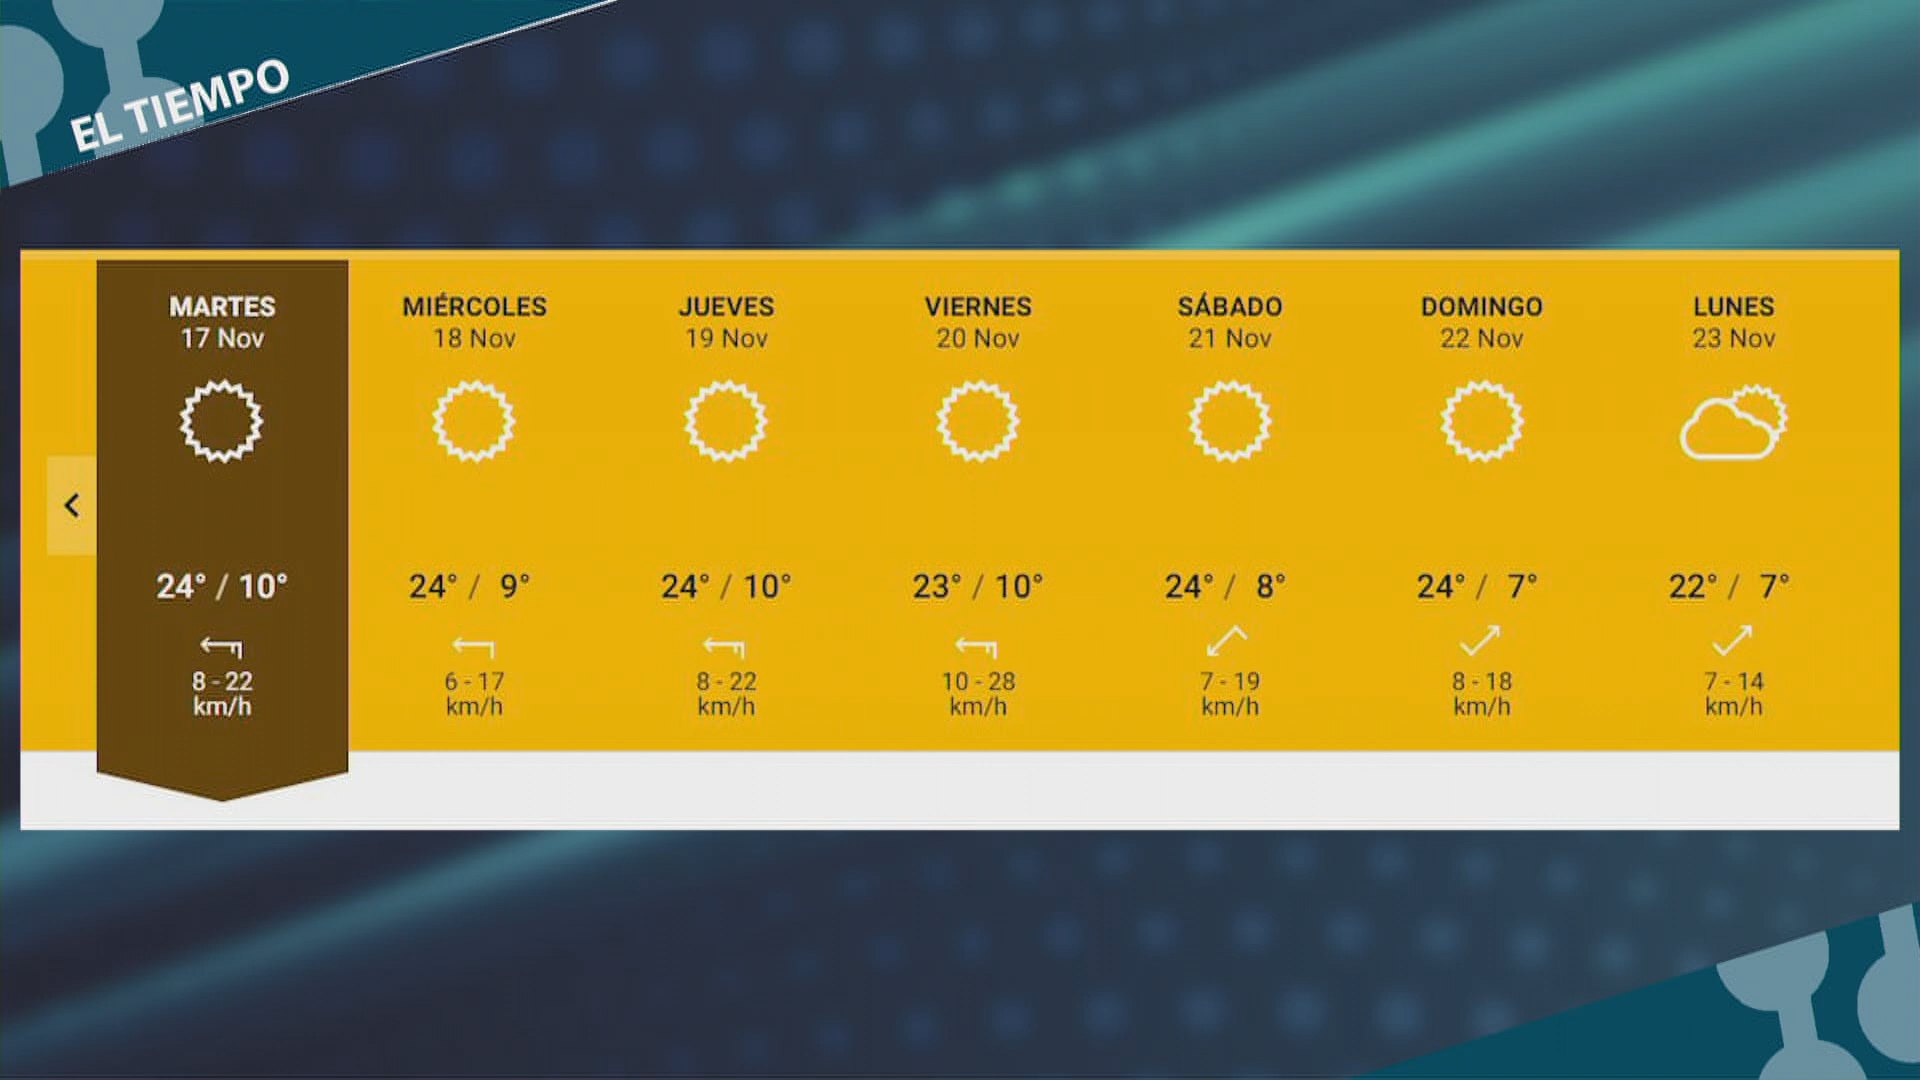 EL TIEMPO
MARTES
17 Nov
24° / 10°
8 - 22
km/h
MIÉRCOLES
18 Nov
24° / 9°
6 - 17
km/h
JUEVES
19 Nov
24° / 10°
8 - 22
km/h
VIERNES
20 Nov
23° / 10°
10 - 28
km/h
SÁBADO
21 Nov
24° / 8°
7 - 19
km/h
DOMINGO
22 Nov
24° / 7°
8 - 18
km/h
LUNES
23 Nov
22° / 7°
7 - 14
km/h